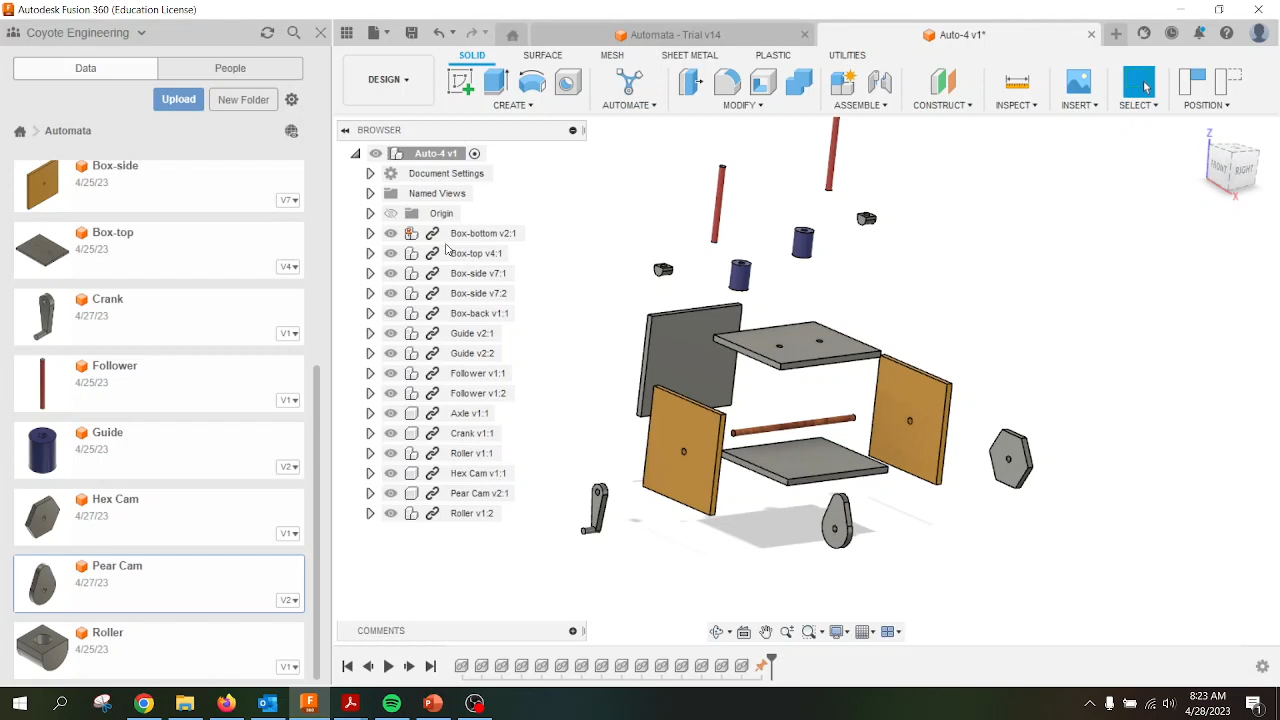 Autodesk Fusion 360 (Education License)
Coyote Engineering
Automata - Trial v14
Auto-4 v1*
Data
People
SOLID
SURFACE
MESH
SHEET METAL
PLASTIC
UTILITIES
DESIGN
Upload
New Folder
CREATE
AUTOMATE
MODIFY
ASSEMBLE
CONSTRUCT
INSPECT
INSERT
SELECT
POSITION
Automata
BROWSER
Auto-4 v1
Document Settings
Named Views
Origin
Box-bottom v2:1
Box-top v4:1
Box-side v7:1
Box-side v7:2
Box-back v1:1
Guide v2:1
Guide v2:2
Follower v1:1
Follower v1:2
Axle v1:1
Crank v1:1
Roller v1:1
Hex Cam v1:1
Pear Cam v2:1
Roller v1:2
Box-side
4/25/23
V7
Box-top
4/25/23
V4
Crank
4/27/23
V1
Follower
4/25/23
V1
Guide
4/25/23
V2
Hex Cam
4/27/23
V1
Pear Cam
4/27/23
V2
Roller
4/25/23
V1
Z
FRONT
RIGHT
X
COMMENTS
8:23 AM
4/28/2023